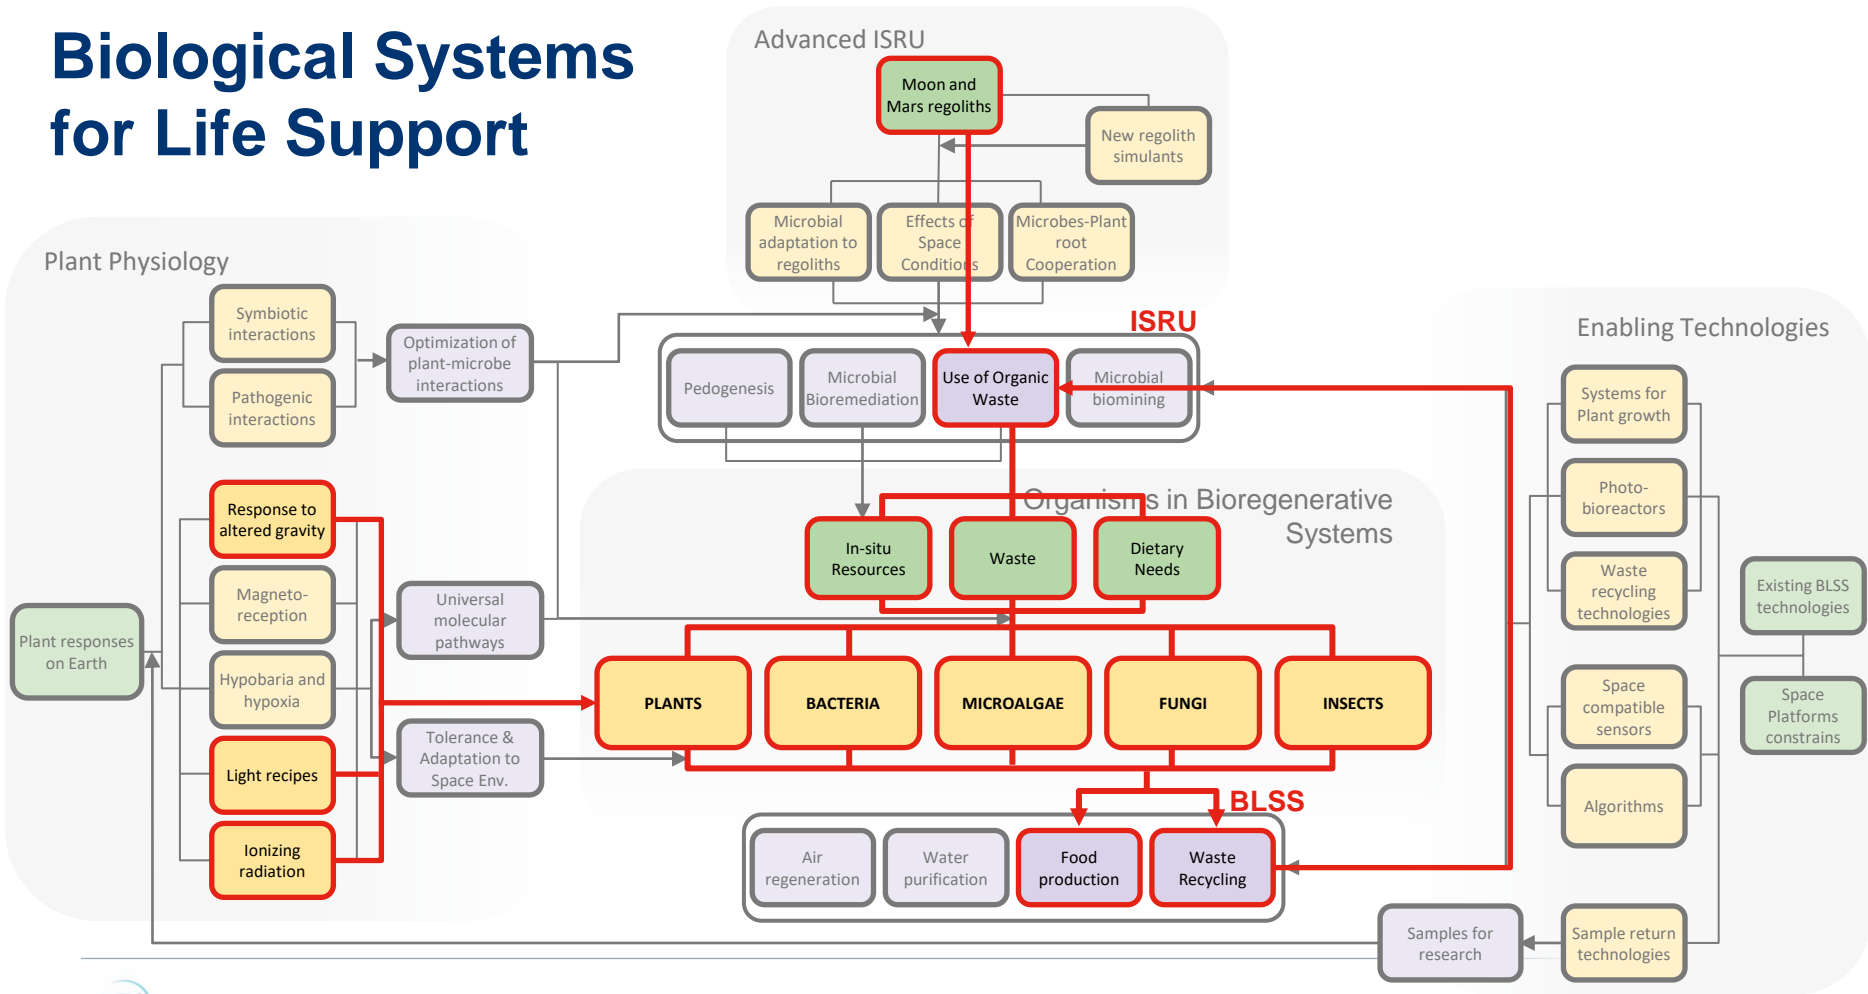 Biological Systems
for Life Support
Advanced ISRU
Moon and
Mars regoliths
New regolith
simulants
Microbial
adaptation to
regoliths
Effects of
Space
Conditions
Microbes-Plant
root
Cooperation
Plant Physiology
Symbiotic
interactions
Pathogenic
interactions
Optimization of
plant-microbe
interactions
Response to
altered gravity
Magneto-
reception
Hypobaria and
hypoxia
Light recipes
Ionizing
radiation
Plant responses
on Earth
Universal
molecular
pathways
Tolerance &
Adaptation to
Space Env.
ISRU
Pedogenesis
Microbial
Bioremediation
Use of Organic
Waste
Microbial
biomining
Organisms in Bioregenerative
Systems
In-situ
Resources
Waste
Dietary
Needs
PLANTS
BACTERIA
MICROALGAE
FUNGI
INSECTS
BLSS
Air
regeneration
Water
purification
Food
production
Waste
Recycling
Enabling Technologies
Systems for
Plant growth
Photo-
bioreactors
Waste
recycling
technologies
Space
compatible
sensors
Algorithms
Existing BLSS
technologies
Space
Platforms
constrains
Samples for
research
Sample return
technologies